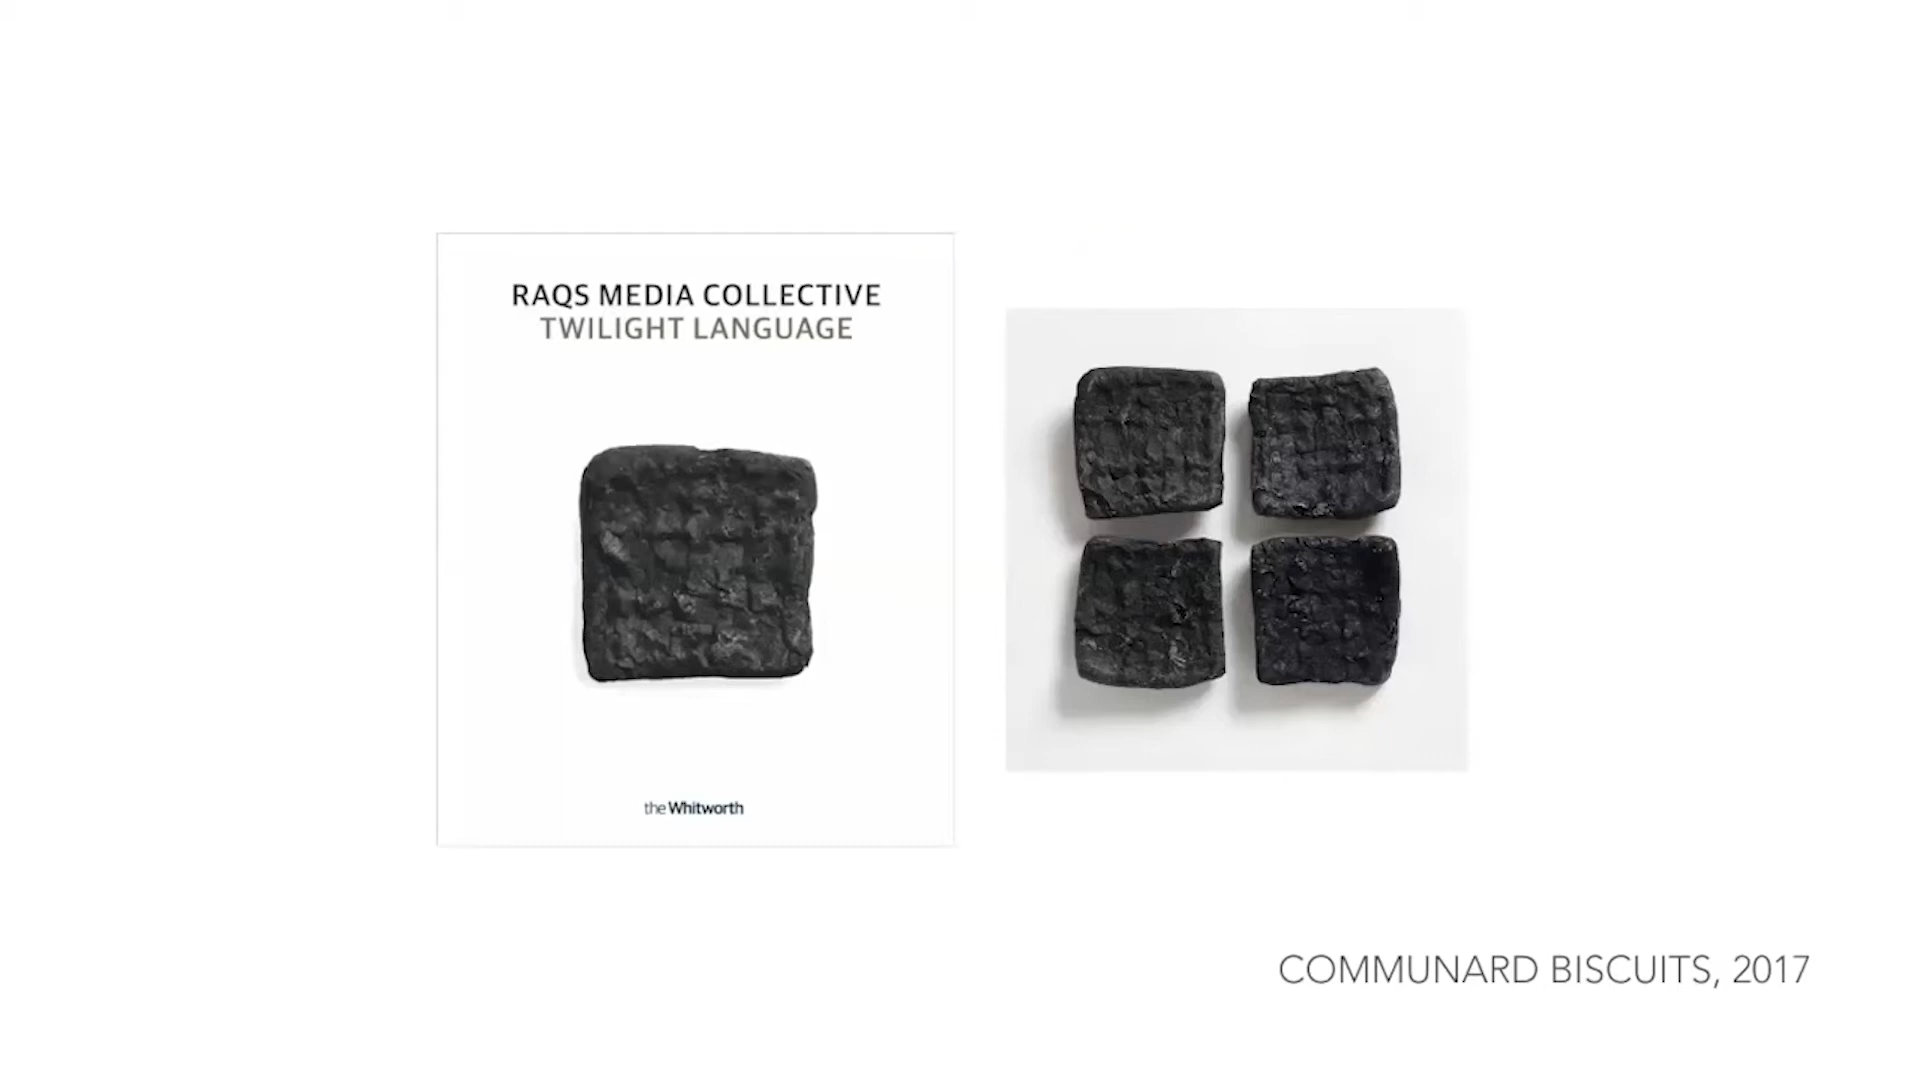 RAQS MEDIA COLLECTIVE
TWILIGHT LANGUAGE
the Whitworth
COMMUNARD BISCUITS, 2017